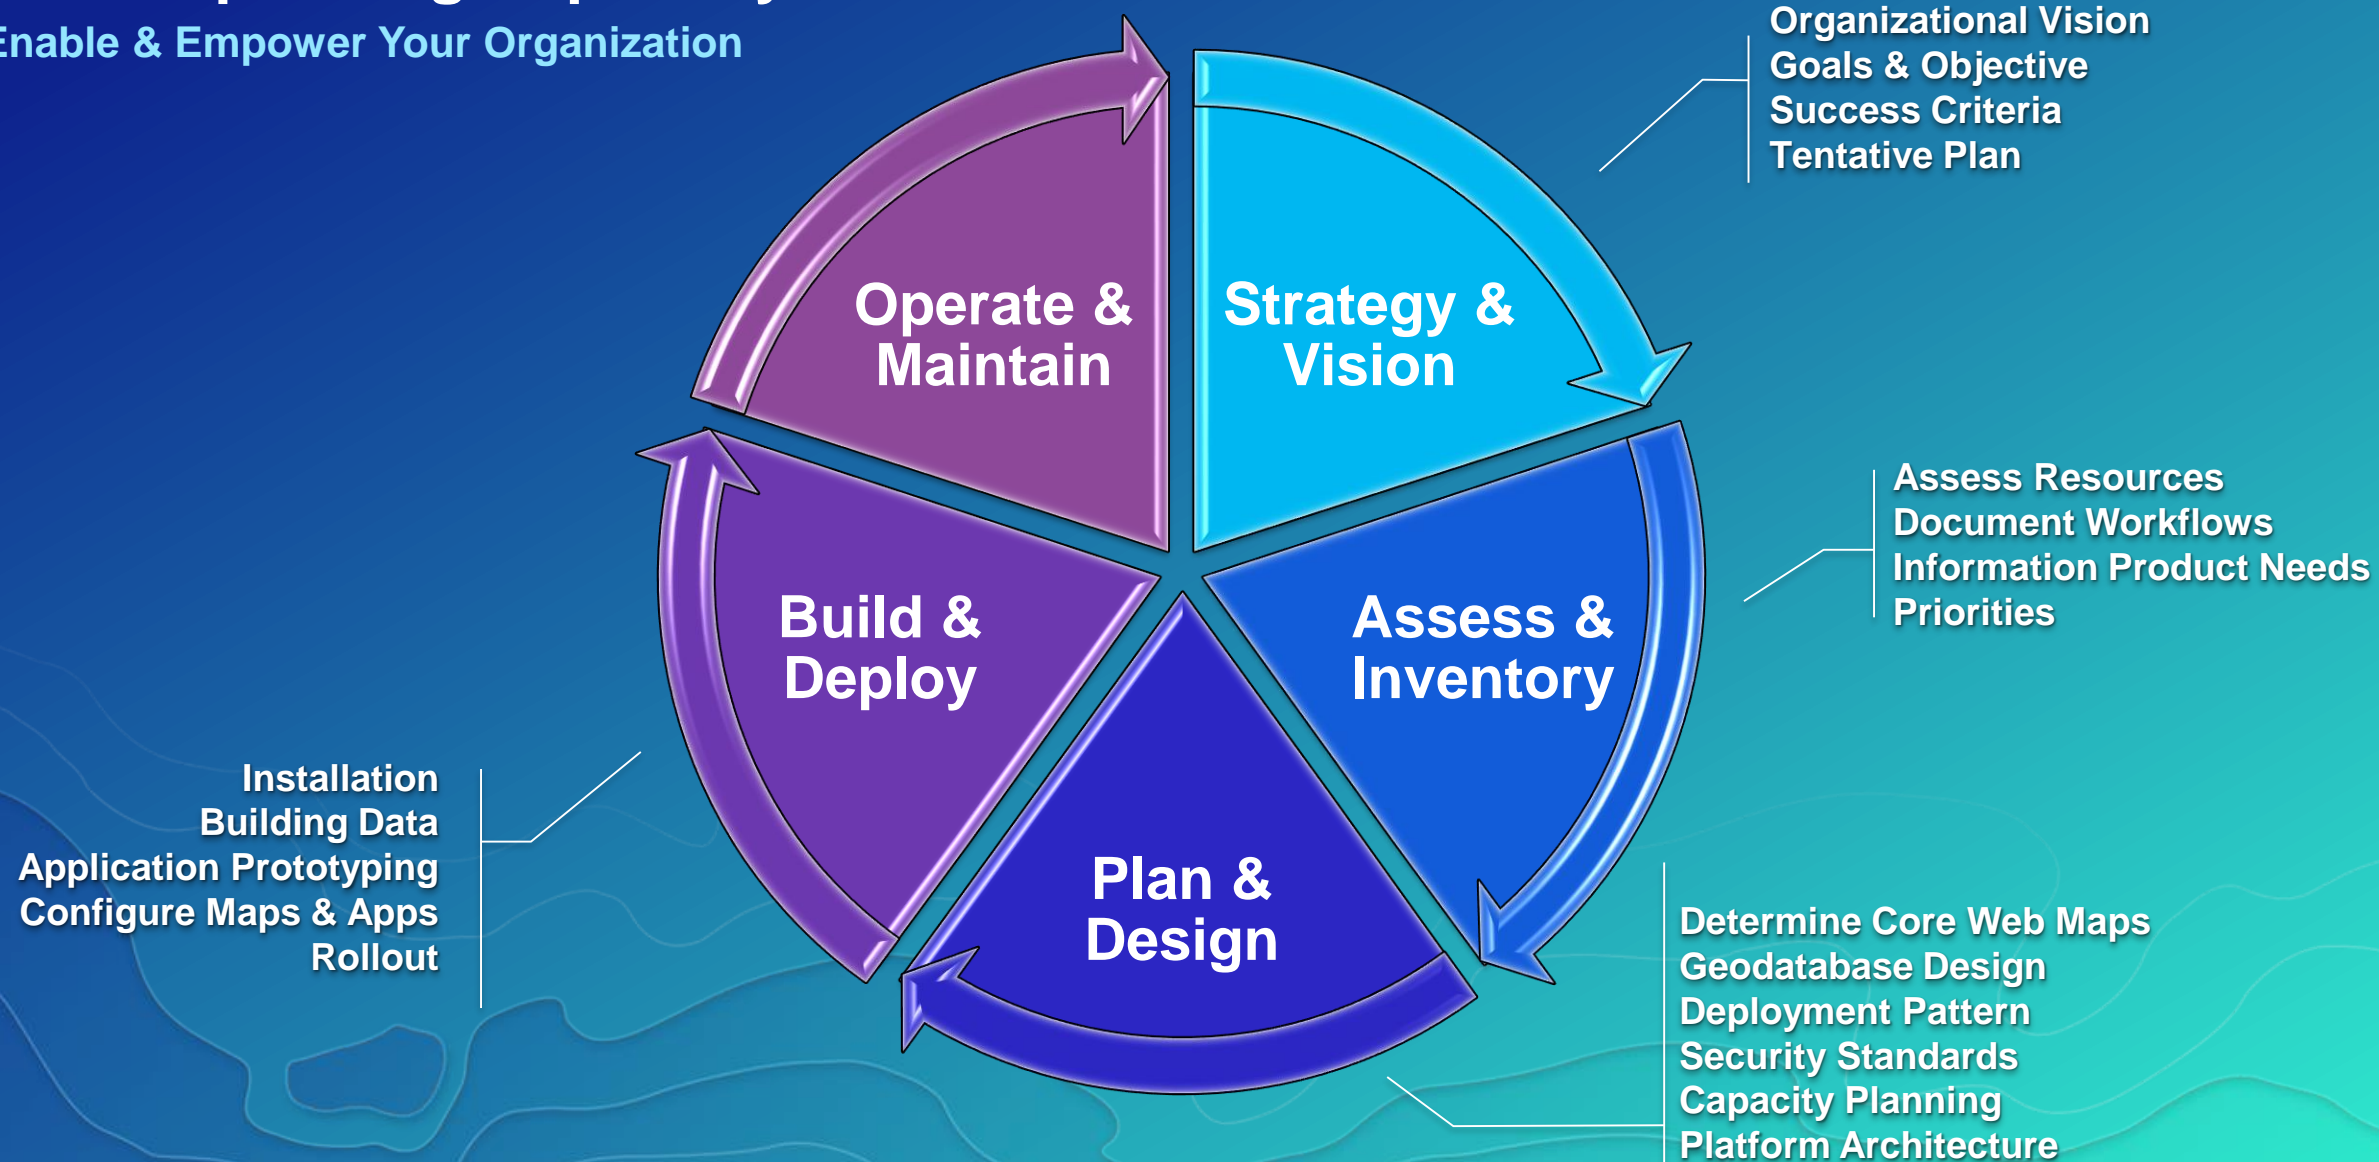 Enable & Empower Your Organization
Organizational Vision
Goals & Objective
Success Criteria
Tentative Plan
Operate &
Maintain
Strategy &
Vision
Assess Resources
Document Workflows
Information Product Needs
Priorities
Build &
Deploy
Assess &
Inventory
Installation
Building Data
Application Prototyping
Configure Maps & Apps
Rollout
Plan &
Design
Determine Core Web Maps
Geodatabase Design
Deployment Pattern
Security Standards
Capacity Planning
Platform Architecture